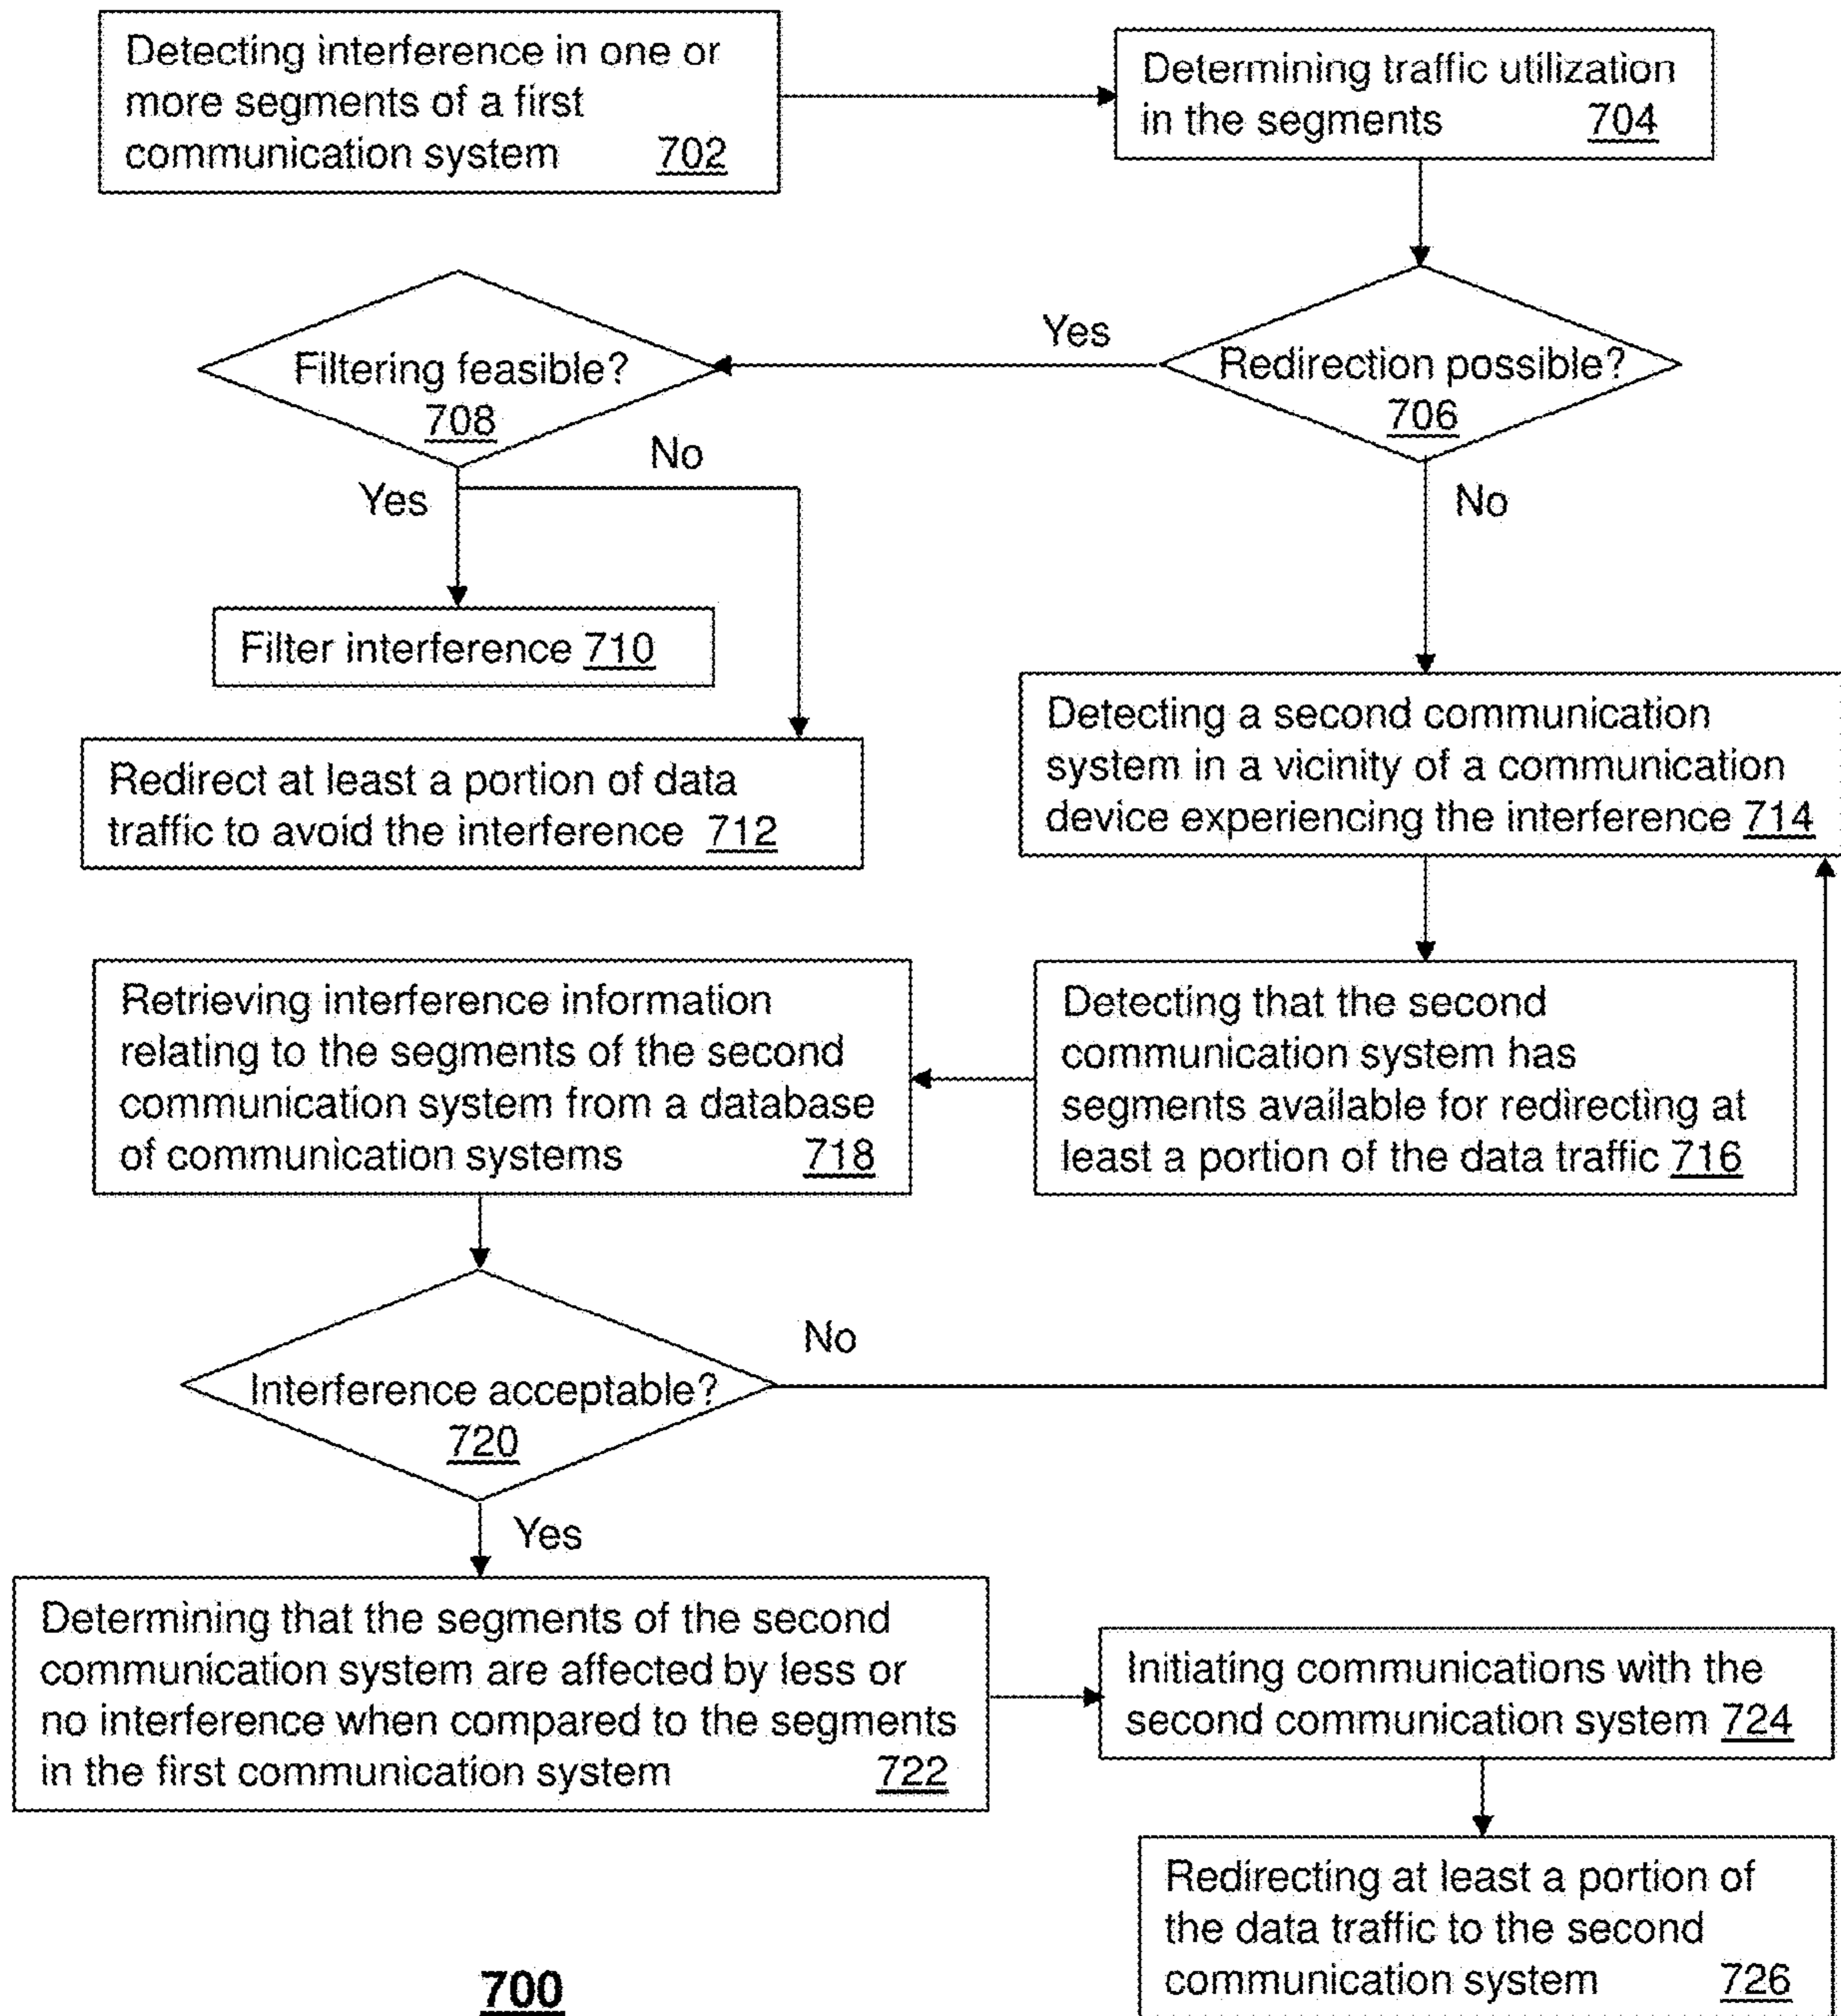 Detecting interference in one or
more segments of a first
communication system 702
Determining traffic utilization
in the segments 704
Redirection possible?
706
Yes
No
Filtering feasible?
708
No
Yes
Filter interference 710
Redirect at least a portion of data
traffic to avoid the interference 712
Detecting a second communication
system in a vicinity of a communication
device experiencing the interference 714
Detecting that the second
communication system has
segments available for redirecting at
least a portion of the data traffic 716
Retrieving interference information
relating to the segments of the second
communication system from a database
of communication systems 718
Interference acceptable?
720
No
Yes
Determining that the segments of the second
communication system are affected by less or
no interference when compared to the segments
in the first communication system 722
Initiating communications with the
second communication system 724
Redirecting at least a portion of
the data traffic to the second
communication system 726
700